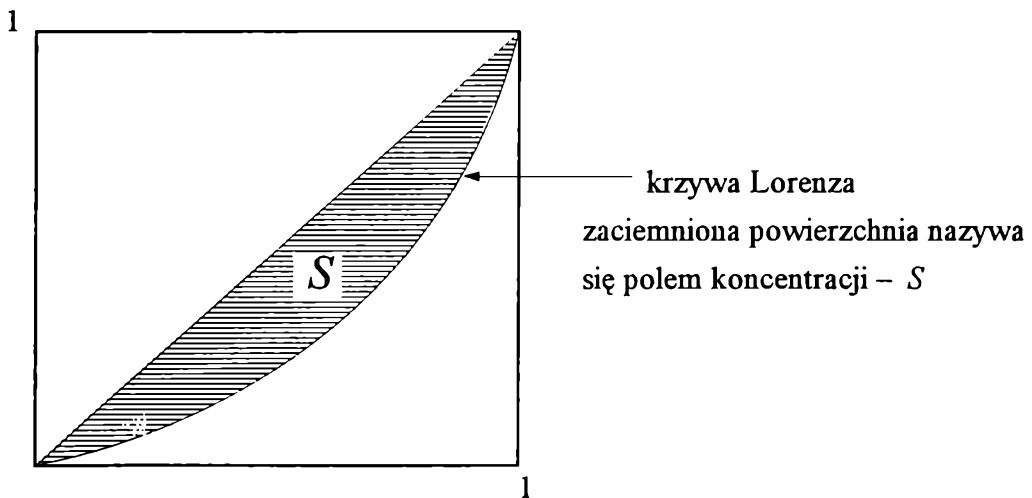 1
krzywa Lorenza
zaciemniona powierzchnia nazywa
się polem koncentracji – S
S
1